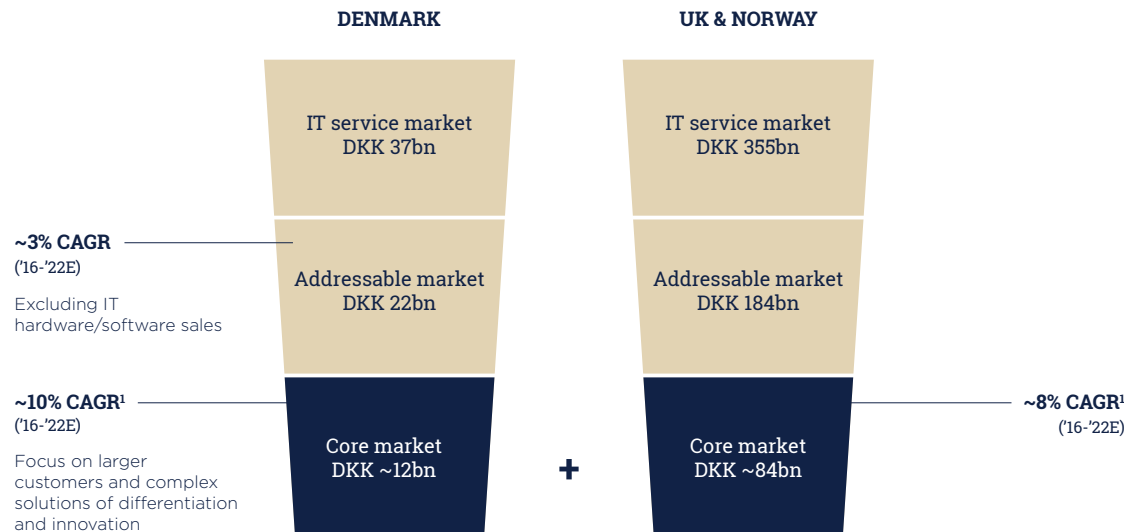 DENMARK
UK & NORWAY
IT service market
DKK 37bn
IT service market
DKK 355bn
~3% CAGR
('16-'22E)
Excluding IT
hardware/software sales
Addressable market
DKK 22bn
Addressable market
DKK 184bn
~10% CAGR¹
('16-'22E)
Focus on larger
customers and complex
solutions of differentiation
and innovation
Core market
DKK ~12bn
+
Core market
DKK ~84bn
~8% CAGR¹
('16-'22E)